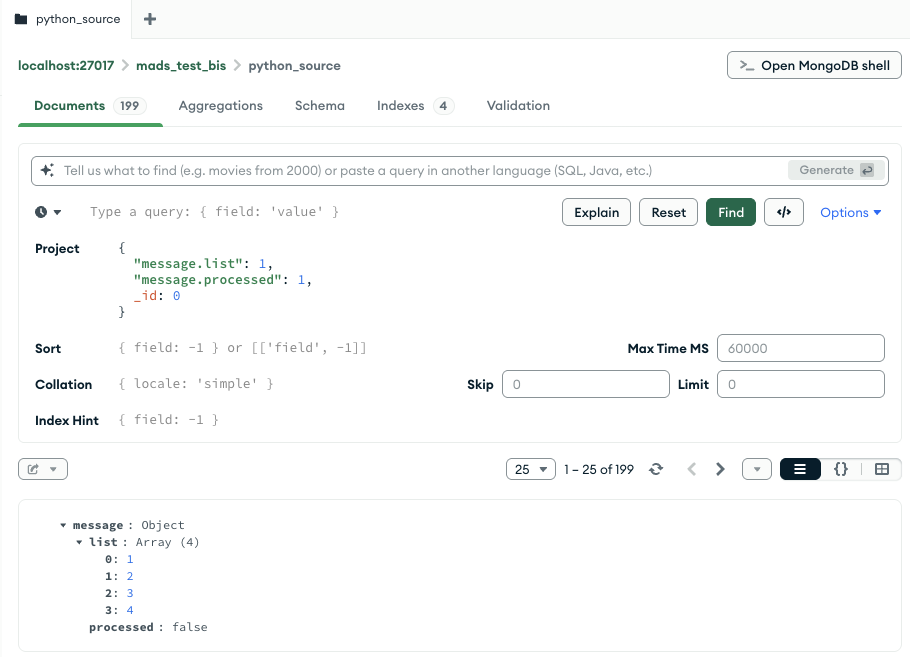 python_source
localhost:27017 > mads_test_bis > python_source
>_ Open MongoDB shell
Documents 199 Aggregations Schema Indexes 4 Validation
Tell us what to find (e.g. movies from 2000) or paste a query in another language (SQL, Java, etc.) Generate
Type a query: { field: 'value' } Explain Reset Find </> Options
Project {
"message.list": 1,
"message.processed": 1,
_id: 0
}
Sort { field: -1 } or [['field', -1]] Max Time MS 60000
Collation { locale: 'simple' } Skip 0 Limit 0
Index Hint { field: -1 }
25 1 – 25 of 199 {}
message : Object
list : Array (4)
0: 1
1: 2
2: 3
3: 4
processed : false